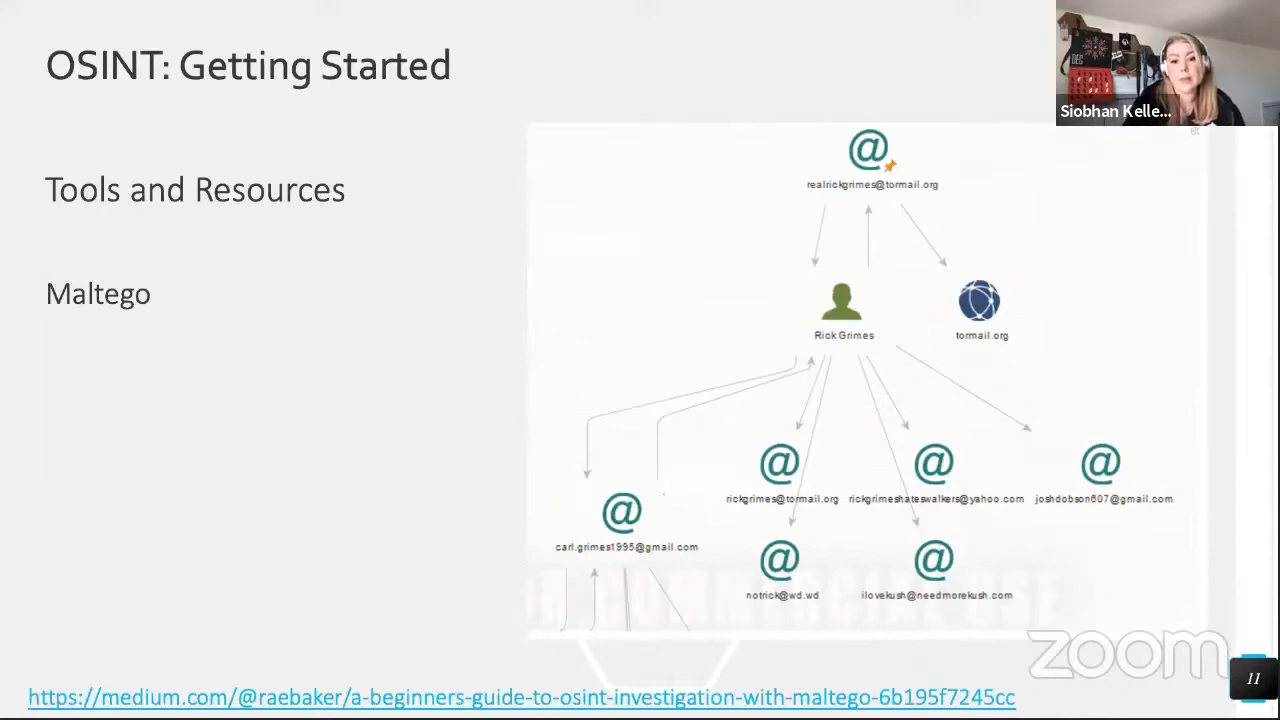 OSINT: Getting Started
Siobhan Kelle...
Tools and Resources
Maltego
realrickgrimes@tormail.org
Rick Grimes
tormail.org
rickgrimes@tormail.org
rickgrimeshateswalkers@yahoo.com
joshdobson607@gmail.com
carl.grimes1995@gmail.com
notrick@wd.wd
ilovekush@needmorekush.com
COMMERCIAL USE
zoom
https://medium.com/@raebaker/a-beginners-guide-to-osint-investigation-with-maltego-6b195f7245cc
11